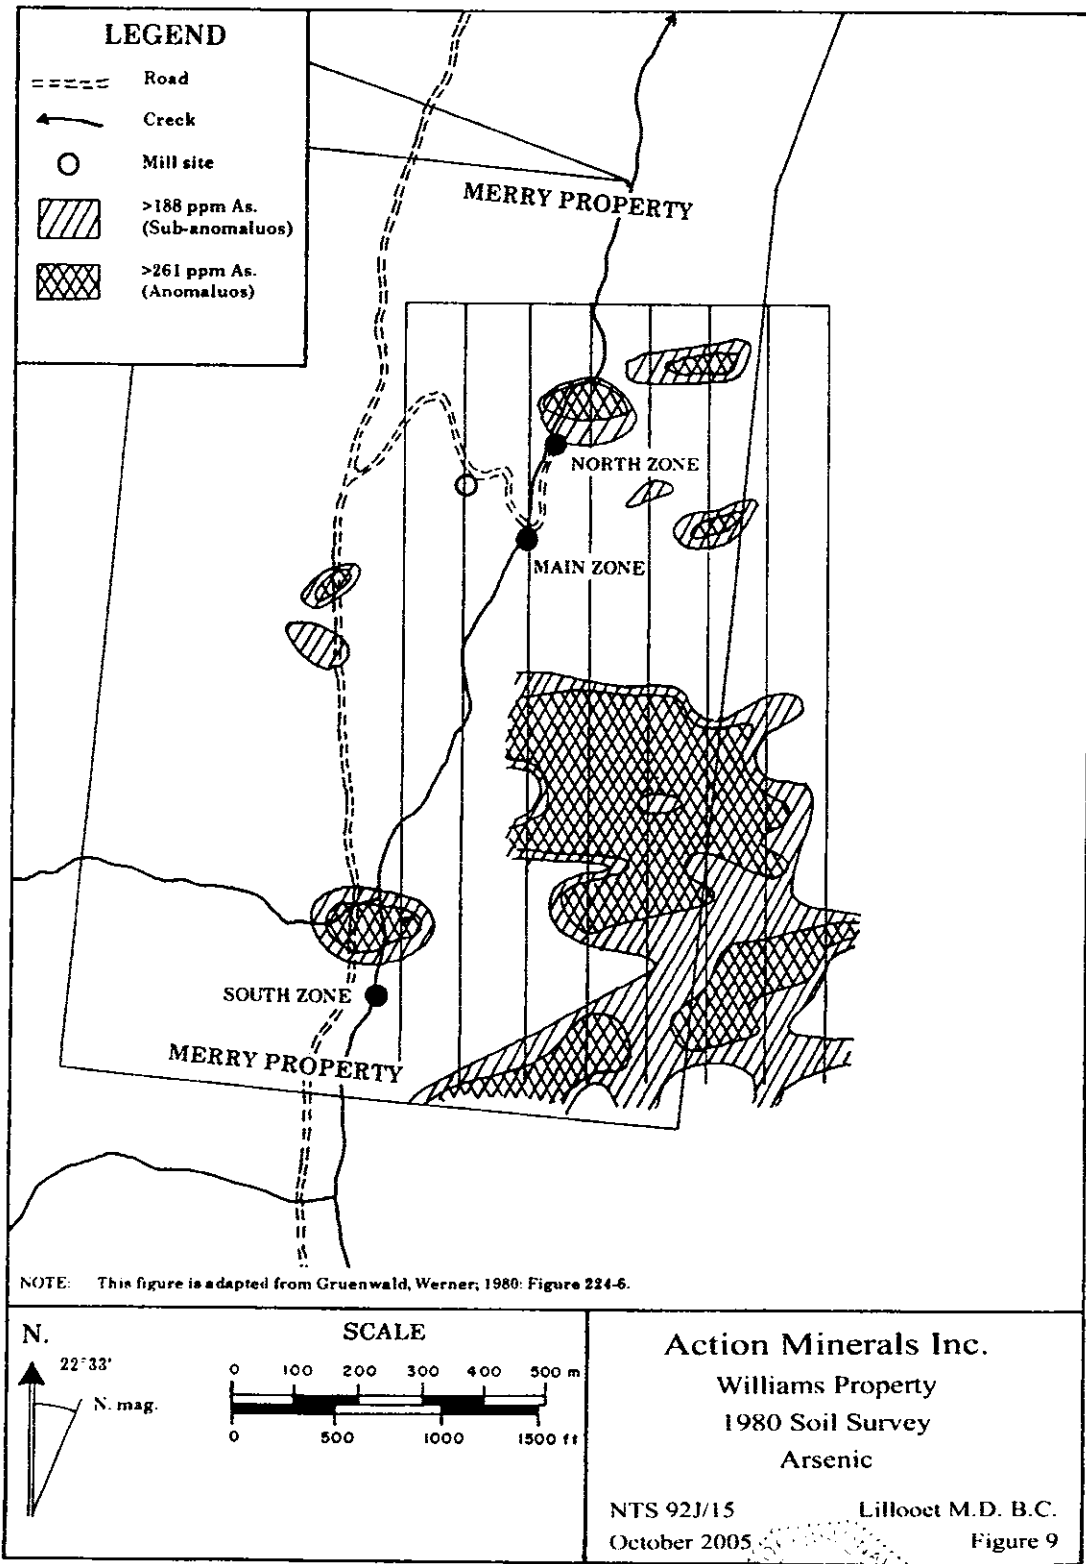 LEGEND
Road
Creek
Mill site
>188 ppm As.
(Sub-anomaluos)
>261 ppm As.
(Anomaluos)
MERRY PROPERTY
NORTH ZONE
MAIN ZONE
SOUTH ZONE
MERRY PROPERTY
NOTE: This figure is adapted from Gruenwald, Werner; 1980: Figure 224-6.
N.
22°33'
N. mag.
SCALE
0 100 200 300 400 500 m
0 500 1000 1500 ft
Action Minerals Inc.
Williams Property
1980 Soil Survey
Arsenic
NTS 92J/15 Lillooet M.D. B.C.
October 2005 Figure 9